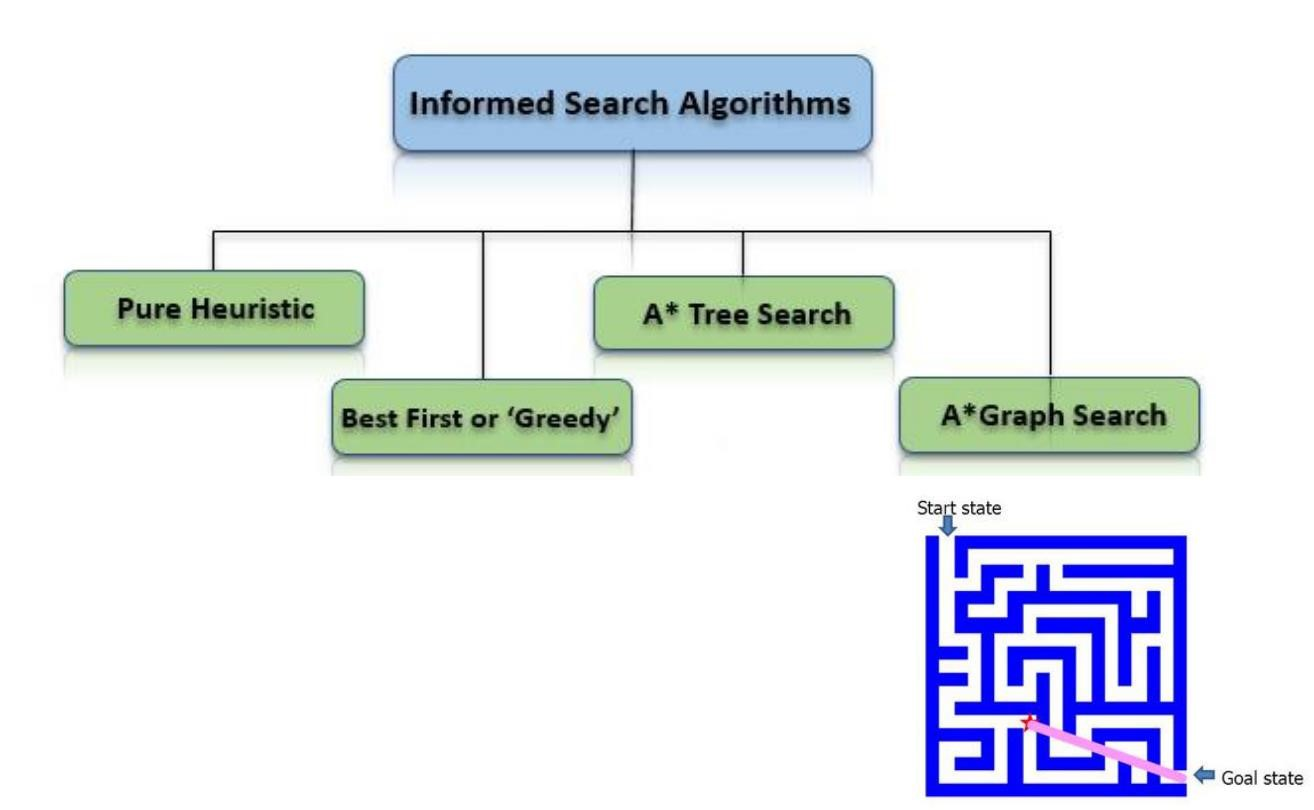 Informed Search Algorithms
Pure Heuristic
A* Tree Search
Best First or ‘Greedy’
A*Graph Search
Start state
Goal state